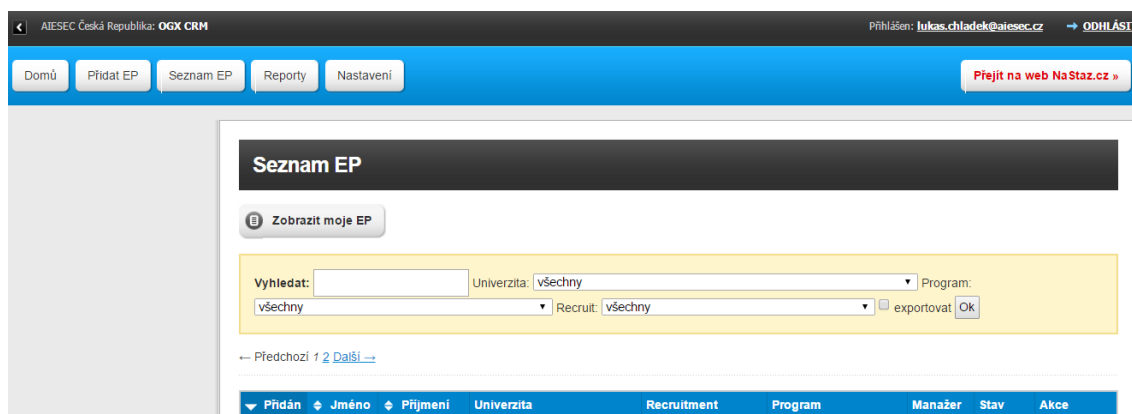 AIESEC Česká Republika: OGX CRM Přihlášen: lukas.chladek@aiesec.cz → ODHLÁSI
Domů Přidat EP Seznam EP Reporty Nastavení Přejít na web NaStaz.cz »
Seznam EP
Zobrazit moje EP
Vyhledat: Univerzita: všechny Program:
všechny Recruit: všechny exportovat Ok
← Předchozí 1 2 Další →
Přidán Jméno Příjmení Univerzita Recruitment Program Manažer Stav Akce